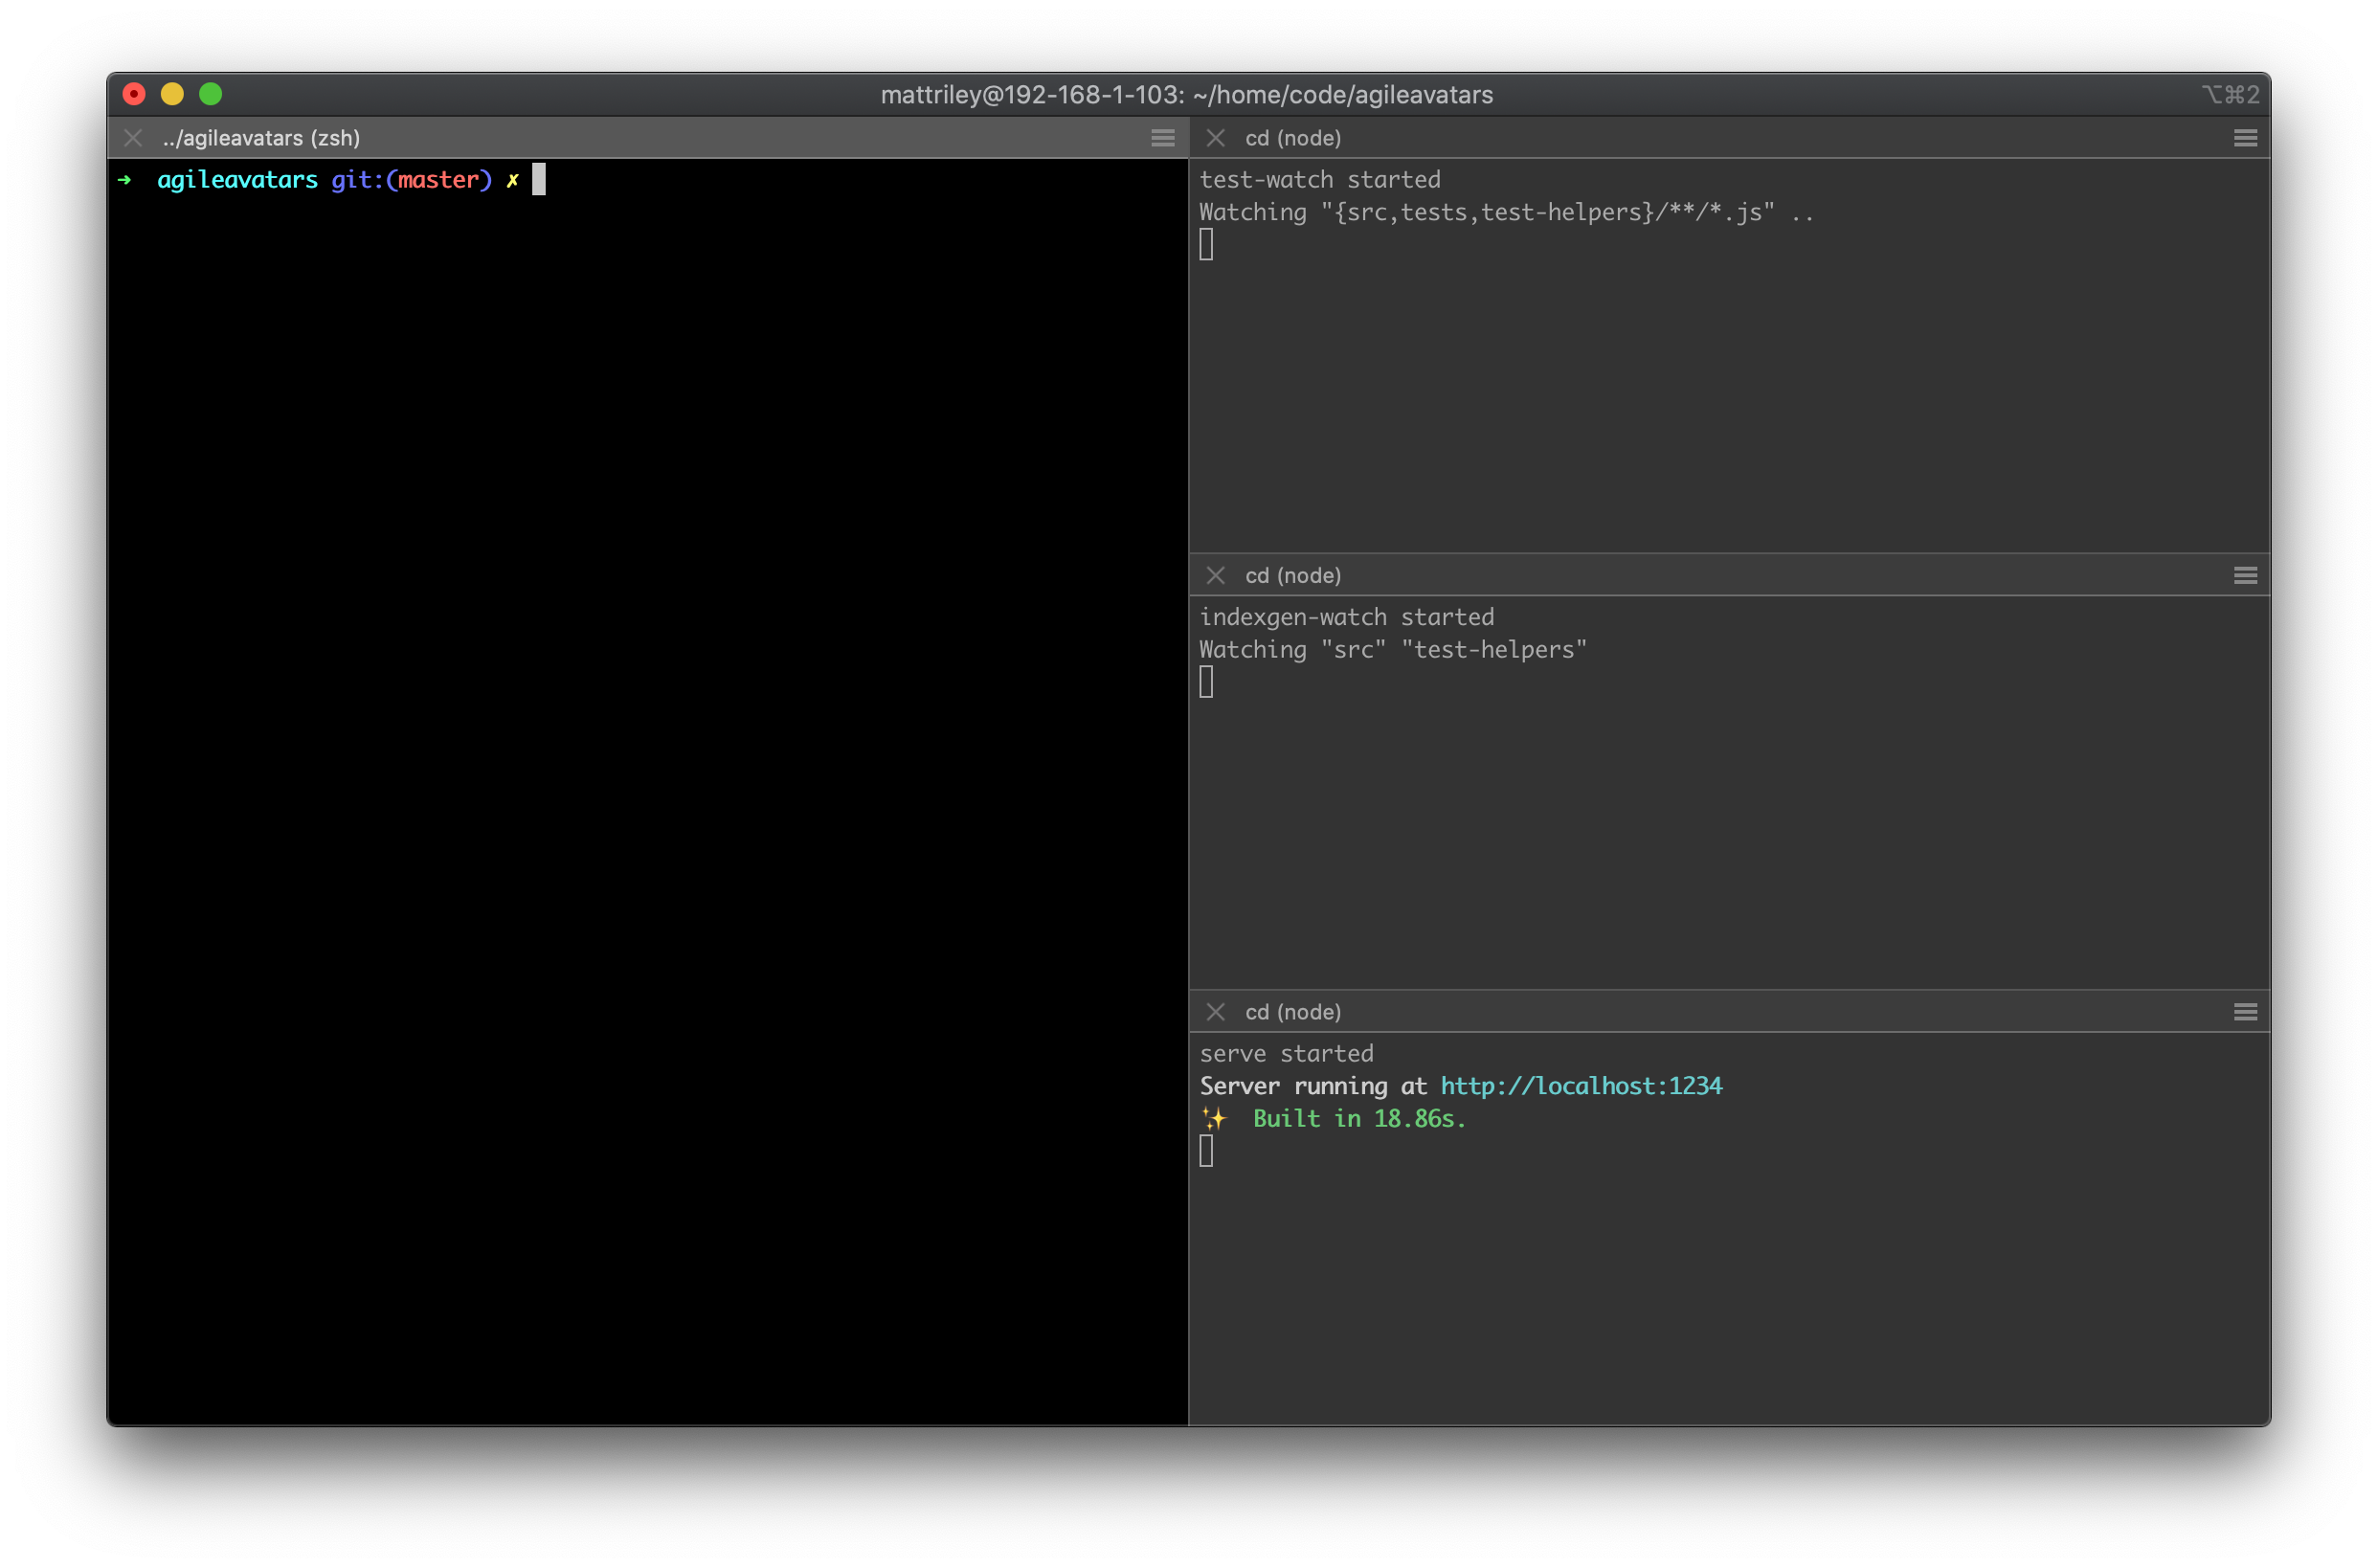 mattriley@192-168-1-103: ~/home/code/agileavatars
⌥⌘2
../agileavatars (zsh)
➜  agileavatars git:(master) ✗
cd (node)
test-watch started
Watching "{src,tests,test-helpers}/**/*.js" ..
cd (node)
indexgen-watch started
Watching "src" "test-helpers"
cd (node)
serve started
Server running at http://localhost:1234
✨  Built in 18.86s.